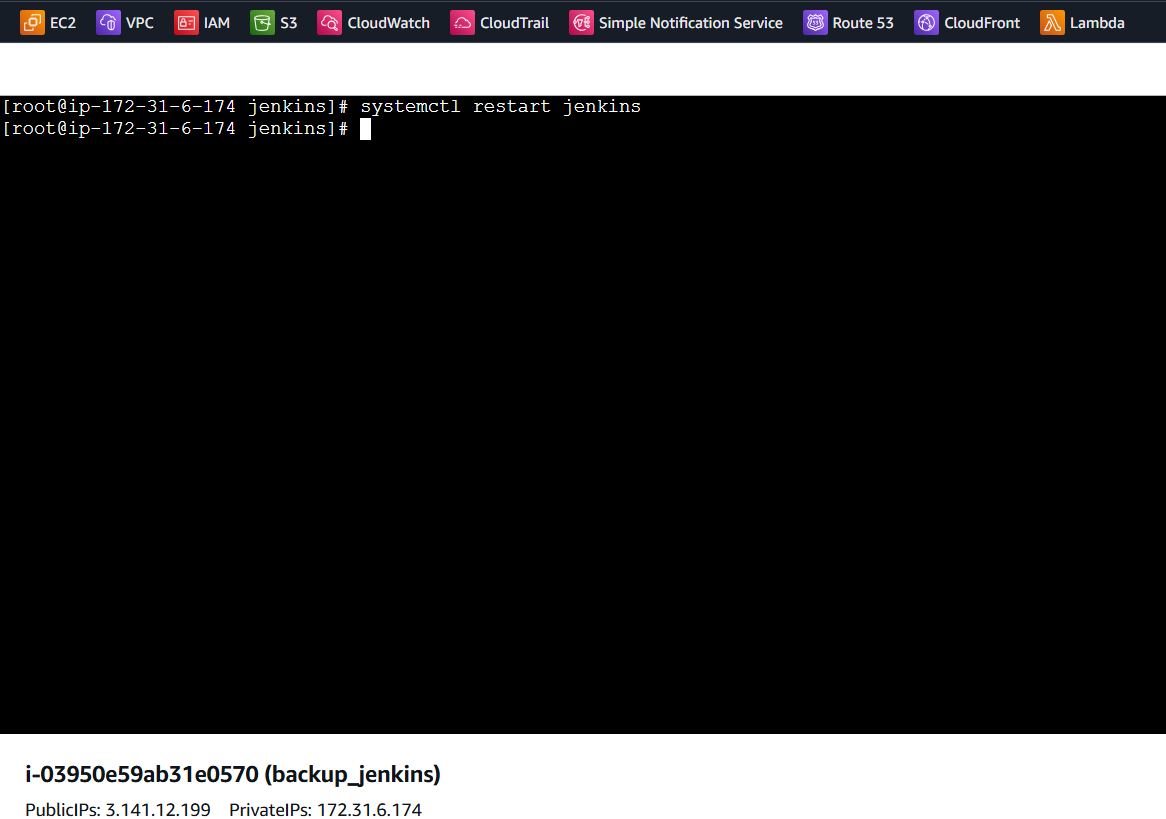 EC2 VPC IAM S3 CloudWatch CloudTrail Simple Notification Service Route 53 CloudFront Lambda
[root@ip-172-31-6-174 jenkins]# systemctl restart jenkins
[root@ip-172-31-6-174 jenkins]#
i-03950e59ab31e0570 (backup_jenkins)
PublicIPs: 3.141.12.199 PrivateIPs: 172.31.6.174